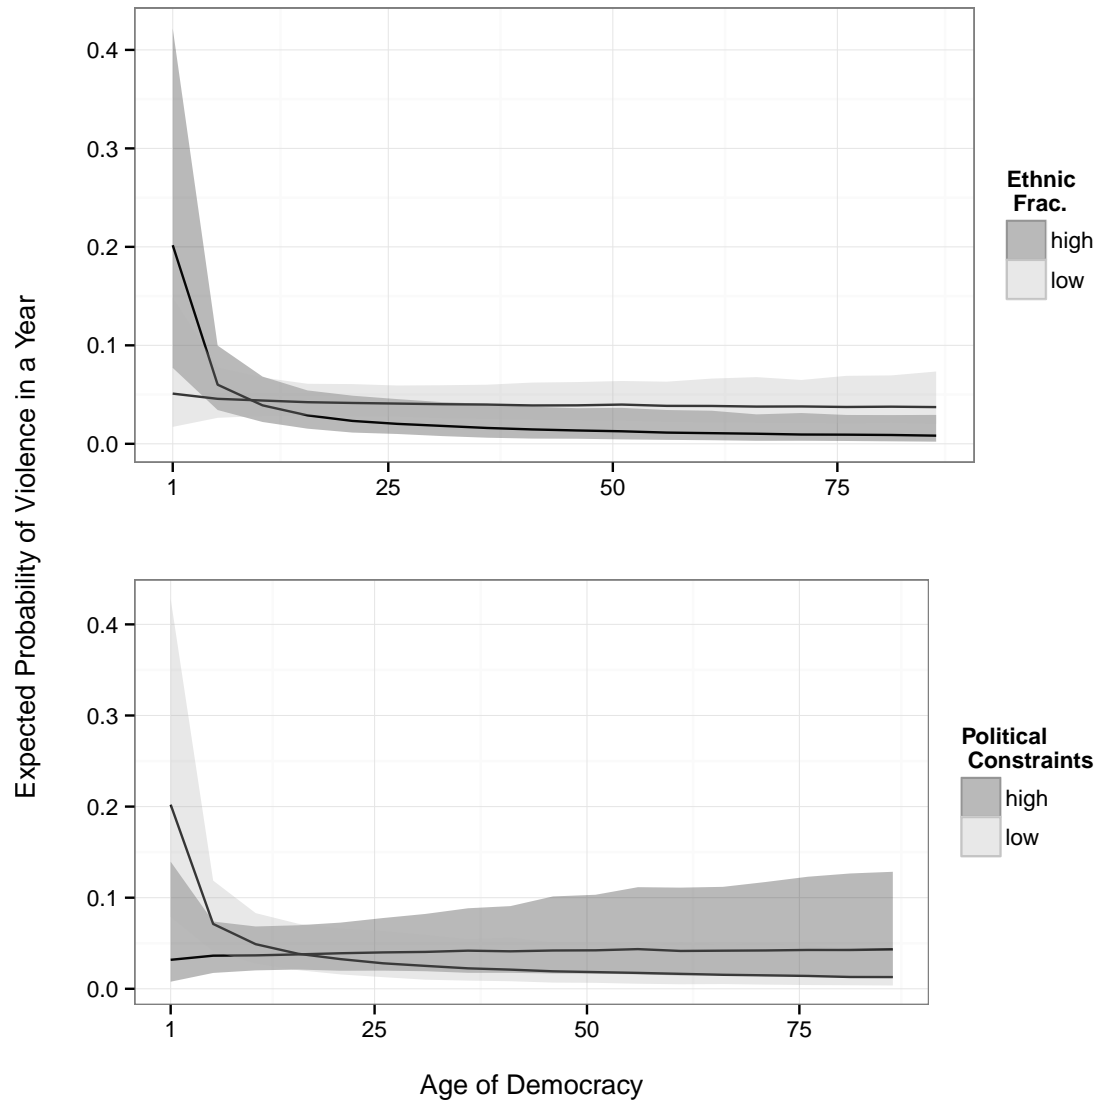 0.4
0.3
0.2
0.1
0.0
1 25 50 75
Ethnic
Frac.
high
low
Expected Probability of Violence in a Year
0.4
0.3
0.2
0.1
0.0
1 25 50 75
Political
Constraints
high
low
Age of Democracy